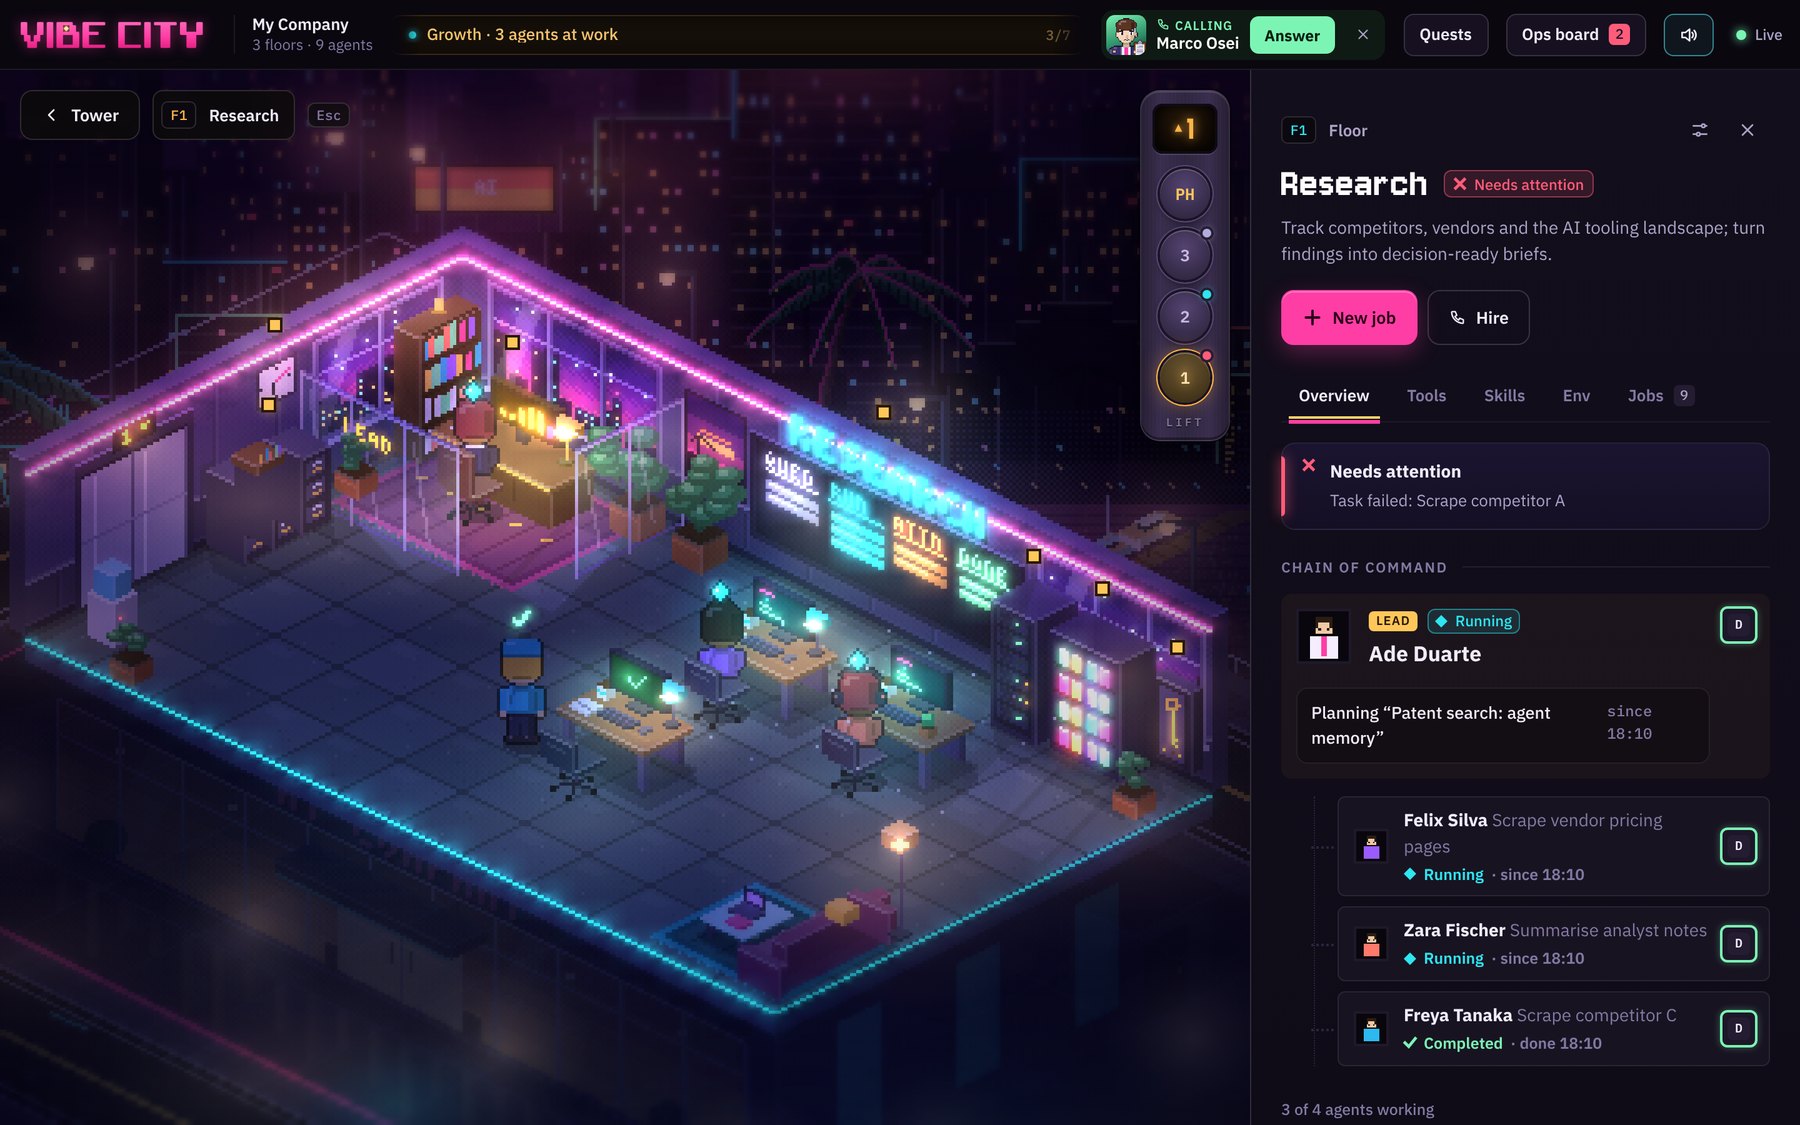 VIBE CITY
My Company
3 floors · 9 agents
Growth · 3 agents at work
3/7
CALLING
Marco Osei
Answer
Quests
Ops board 2
Live
Tower
F1 Research
Esc
AI
1
PH
3
2
1
LIFT
LEAD
RESEARCH
DONE
F1 Floor
Research
Needs attention
Track competitors, vendors and the AI tooling landscape; turn
findings into decision-ready briefs.
New job
Hire
Overview
Tools
Skills
Env
Jobs 9
Needs attention
Task failed: Scrape competitor A
CHAIN OF COMMAND
LEAD
Running
D
Ade Duarte
Planning “Patent search: agent
memory”
since
18:10
Felix Silva Scrape vendor pricing
pages
Running · since 18:10
D
Zara Fischer Summarise analyst notes
Running · since 18:10
D
Freya Tanaka Scrape competitor C
Completed · done 18:10
D
3 of 4 agents working